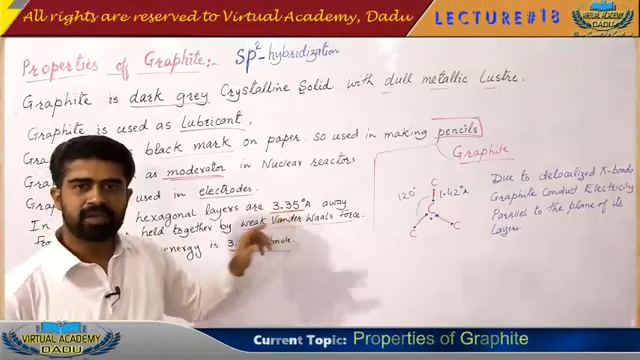 All rights are reserved to Virtual Academy, Dadu
LECTURE#18
VIRTUAL ACADEMY DADU
Properties of Graphite:- SP²-hybridization
Graphite is dark grey Crystalline Solid with dull metallic Lustre.
Graphite is used as Lubricant.
black mark on paper. So used in making pencils
Graphite
as moderator in Nuclear reactors
used in electrodes
In hexagonal layers are 3.35°A away
held together by weak Vander Waals Force.
energy is 3. mole.
120°
C
1.42°A
C
C
C
Due to delocalized π-bonds
Graphite Conduct Electricity
Parallel to the plane of its
Layers
VIRTUAL ACADEMY
DADU
Current Topic: Properties of Graphite